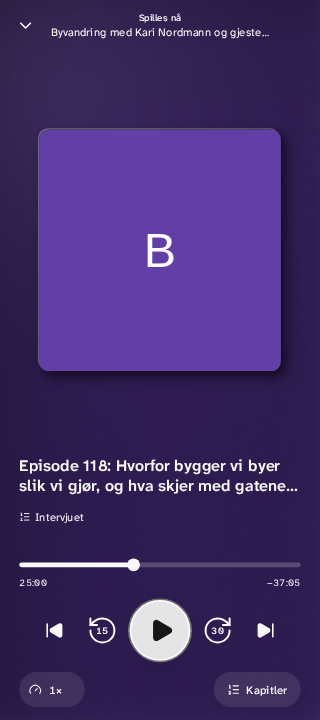 Spilles nå
Byvandring med Kari Nordmann og gjeste...
B
Episode 118: Hvorfor bygger vi byer
slik vi gjør, og hva skjer med gatene...
Intervjuet
25:00
−37:05
15
30
1×
Kapitler